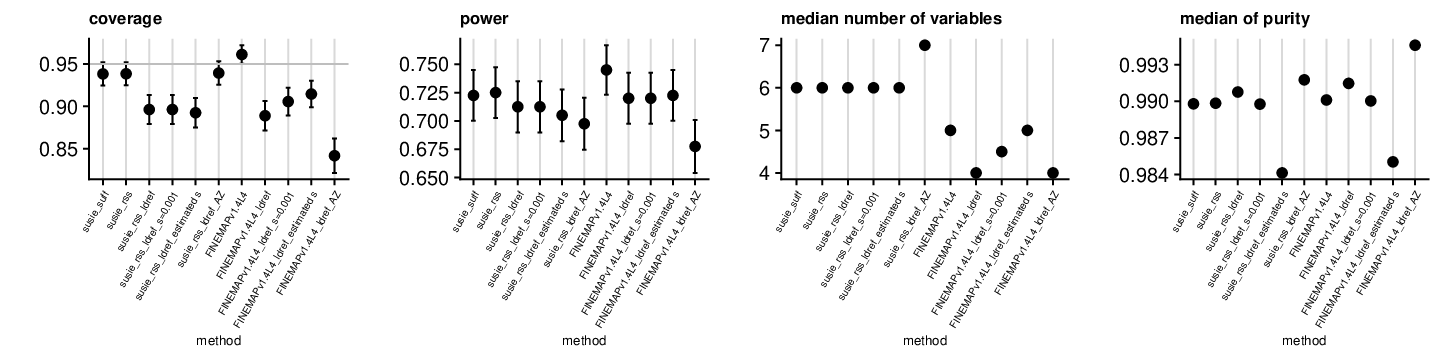 coverage
0.95
0.90
0.85
susie_suff
susie_rss
susie_rss_ldref
susie_rss_ldref_s=0.001
susie_rss_ldref_estimated s
susie_rss_ldref_AZ
FINEMAPv1.4L4
FINEMAPv1.4L4_ldref
FINEMAPv1.4L4_ldref_s=0.001
FINEMAPv1.4L4_ldref_estimated s
FINEMAPv1.4L4_ldref_AZ
method
power
0.750
0.725
0.700
0.675
0.650
susie_suff
susie_rss
susie_rss_ldref
susie_rss_ldref_s=0.001
susie_rss_ldref_estimated s
susie_rss_ldref_AZ
FINEMAPv1.4L4
FINEMAPv1.4L4_ldref
FINEMAPv1.4L4_ldref_s=0.001
FINEMAPv1.4L4_ldref_estimated s
FINEMAPv1.4L4_ldref_AZ
method
median number of variables
7
6
5
4
susie_suff
susie_rss
susie_rss_ldref
susie_rss_ldref_s=0.001
susie_rss_ldref_estimated s
susie_rss_ldref_AZ
FINEMAPv1.4L4
FINEMAPv1.4L4_ldref
FINEMAPv1.4L4_ldref_s=0.001
FINEMAPv1.4L4_ldref_estimated s
FINEMAPv1.4L4_ldref_AZ
method
median of purity
0.993
0.990
0.987
0.984
susie_suff
susie_rss
susie_rss_ldref
susie_rss_ldref_s=0.001
susie_rss_ldref_estimated s
susie_rss_ldref_AZ
FINEMAPv1.4L4
FINEMAPv1.4L4_ldref
FINEMAPv1.4L4_ldref_s=0.001
FINEMAPv1.4L4_ldref_estimated s
FINEMAPv1.4L4_ldref_AZ
method